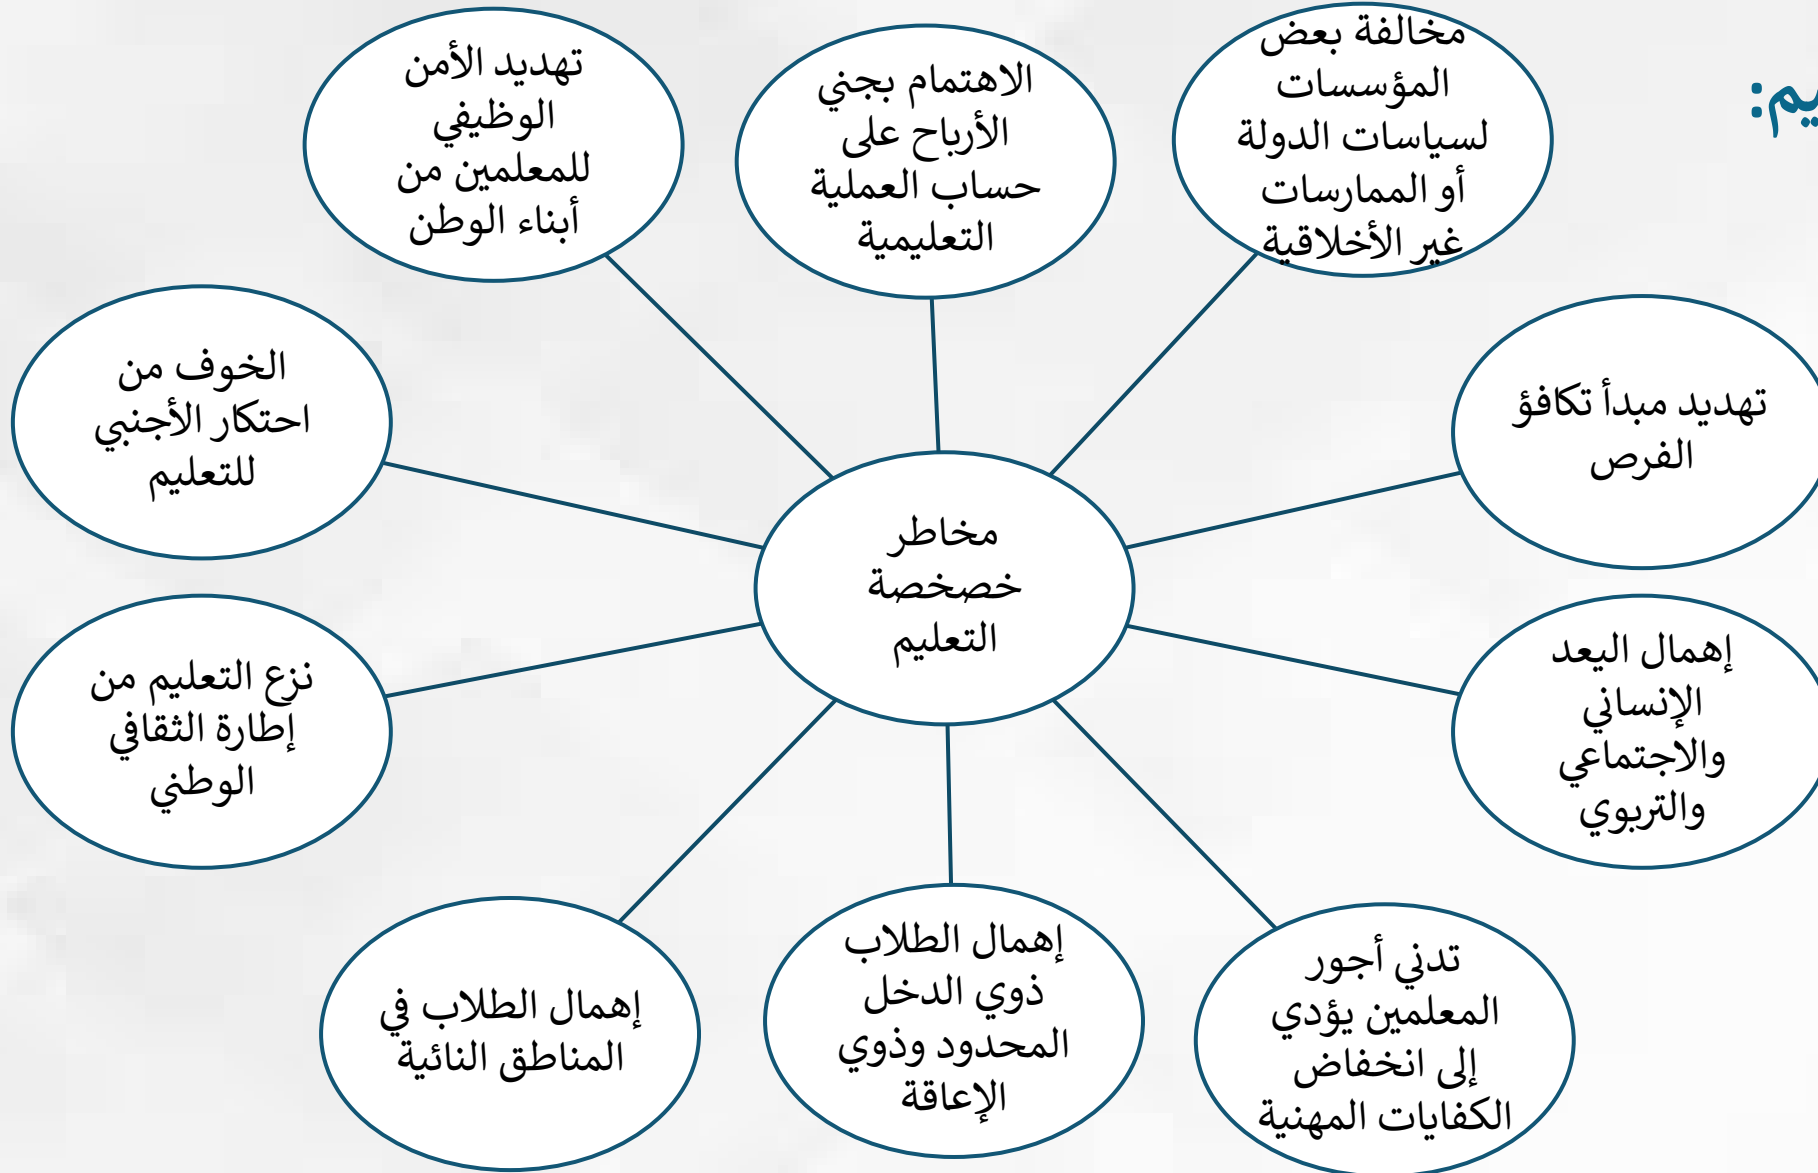 يم:
مخاطر
خصخصة
التعليم
الاهتمام بجني
الأرباح على
حساب العملية
التعليمية
مخالفة بعض
المؤسسات
لسياسات الدولة
أو الممارسات
غير الأخلاقية
تهديد مبدأ تكافؤ
الفرص
إهمال اليعد
الإنساني
والاجتماعي
والتربوي
تدني أجور
المعلمين يؤدي
إلى انخفاض
الكفايات المهنية
إهمال الطلاب
ذوي الدخل
المحدود وذوي
الإعاقة
إهمال الطلاب في
المناطق النائية
نزع التعليم من
إطارة الثقافي
الوطني
الخوف من
احتكار الأجنبي
للتعليم
تهديد الأمن
الوظيفي
للمعلمين من
أبناء الوطن